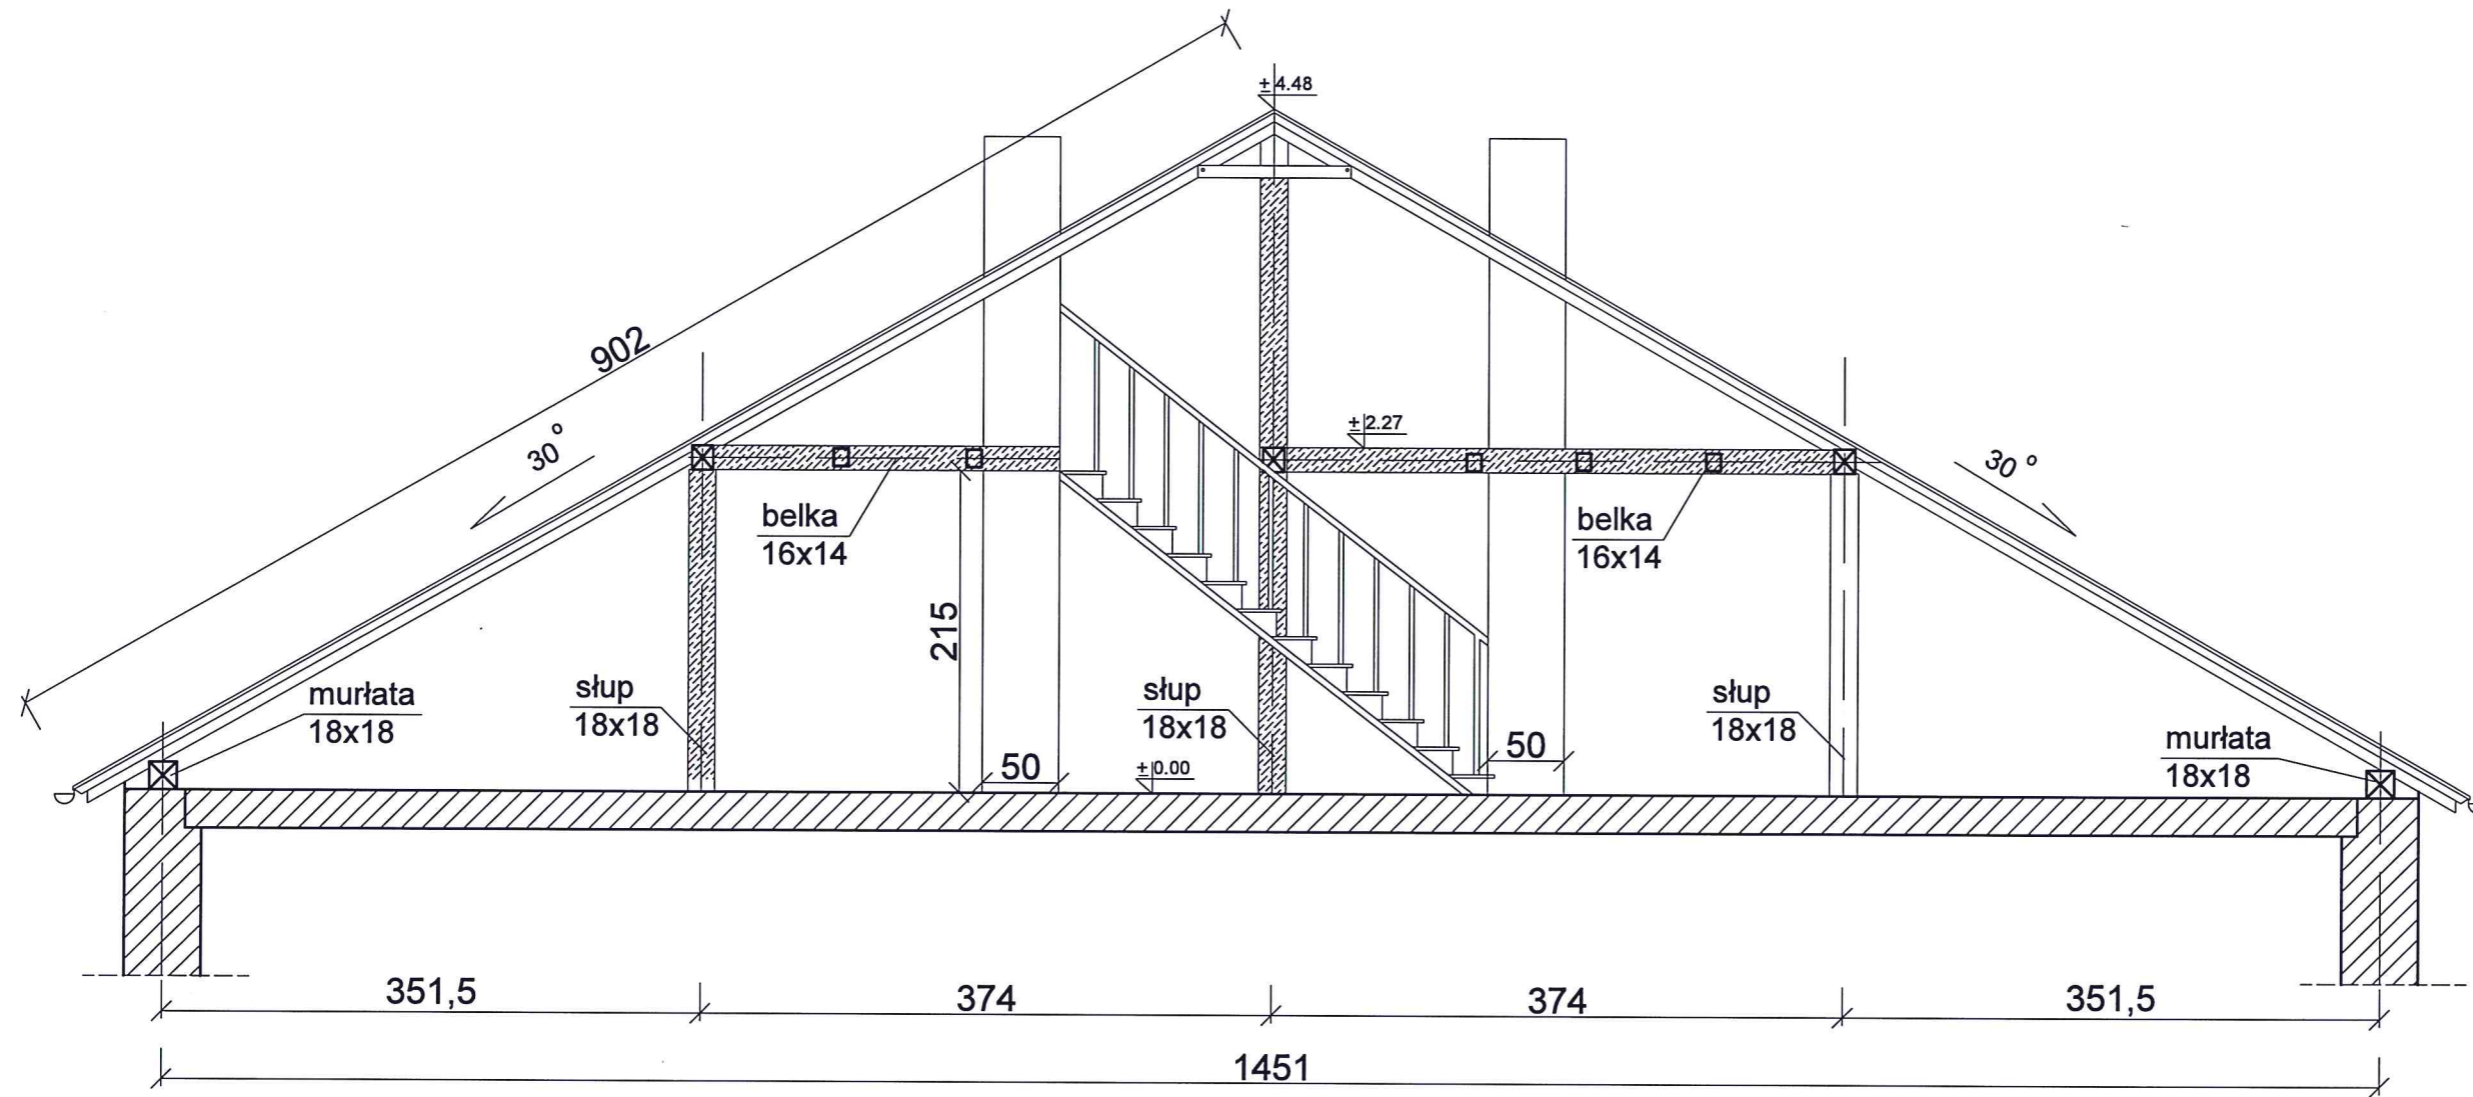 ±4.48
902
30°
±2.27
30°
belka
16x14
belka
16x14
215
murłata
18x18
słup
18x18
słup
18x18
słup
18x18
murłata
18x18
50
±0.00
50
351,5
374
374
351,5
1451